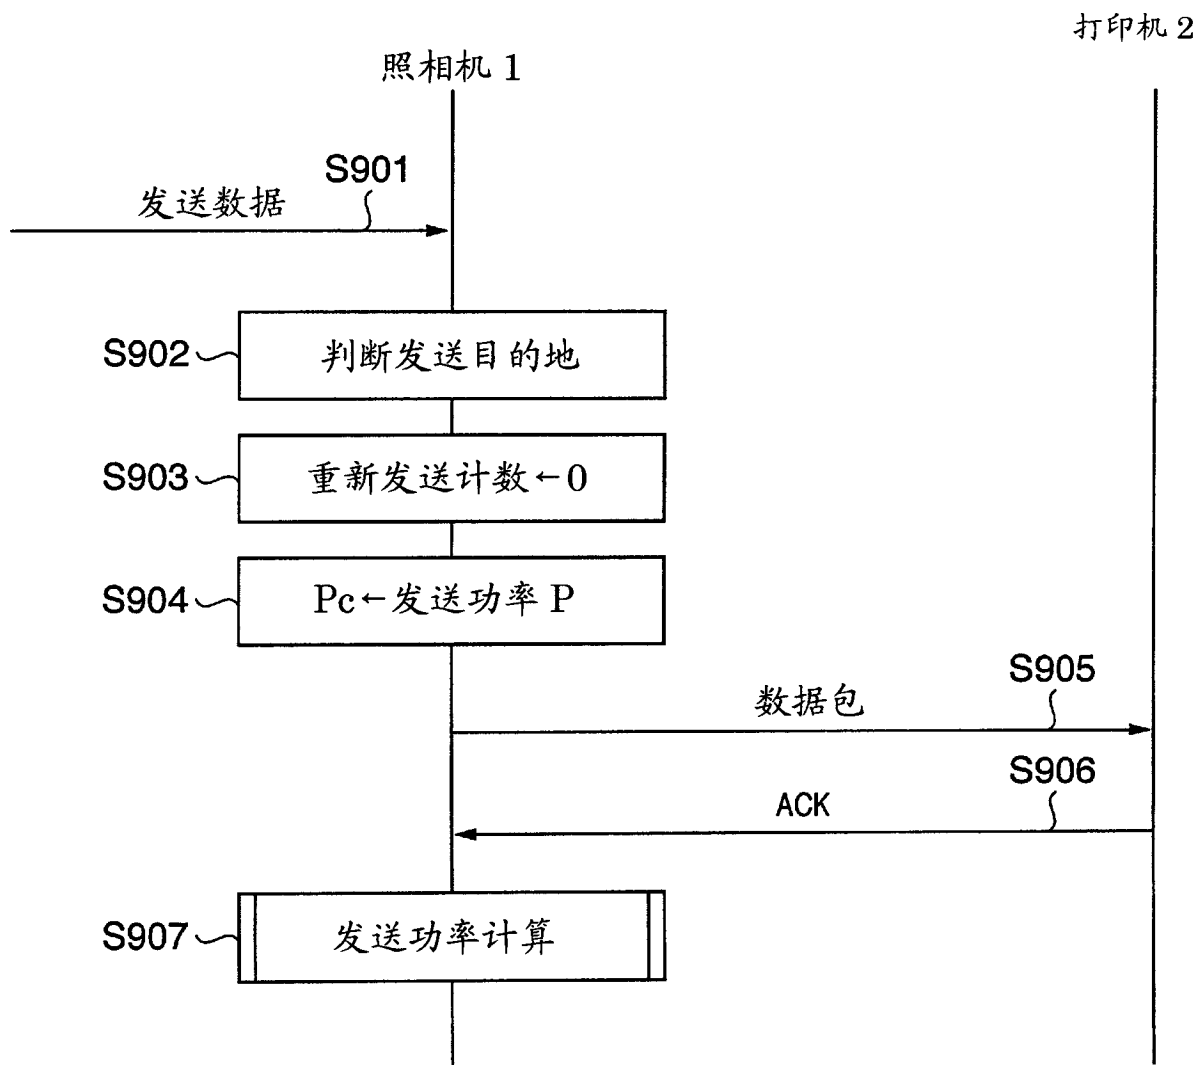 打印机 2
照相机 1
S901
发送数据
S902
判断发送目的地
S903
重新发送计数←0
S904
Pc←发送功率 P
S905
数据包
S906
ACK
S907
发送功率计算